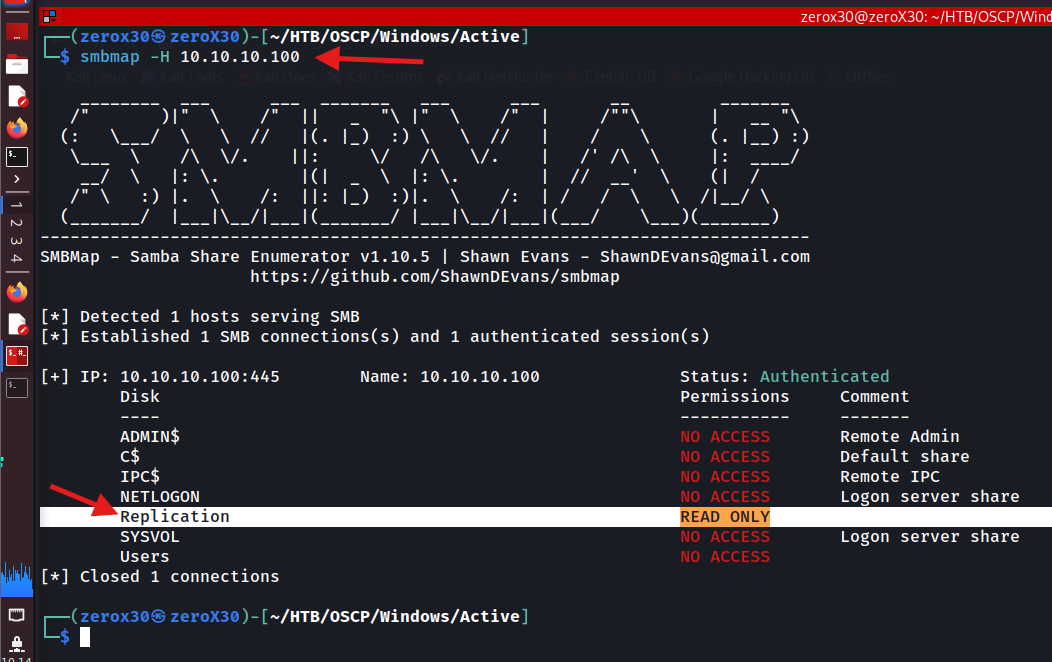 zerox30@zeroX30: ~/HTB/OSCP/Wind
(zerox30㉿zeroX30)-[~/HTB/OSCP/Windows/Active]
$ smbmap -H 10.10.10.100
Kali Linux Kali Tools Kali Docs Kali Forums Kali NetHunter Exploit-DB Google Hacking DB OffSec
SMBMAP
-----------------------------------------------------------------------------
SMBMap - Samba Share Enumerator v1.10.5 | Shawn Evans - ShawnDEvans@gmail.com
https://github.com/ShawnDEvans/smbmap
[*] Detected 1 hosts serving SMB
[*] Established 1 SMB connections(s) and 1 authenticated session(s)
[+] IP: 10.10.10.100:445 Name: 10.10.10.100 Status: Authenticated
Disk Permissions Comment
---- ----------- -------
ADMIN$ NO ACCESS Remote Admin
C$ NO ACCESS Default share
IPC$ NO ACCESS Remote IPC
NETLOGON NO ACCESS Logon server share
Replication READ ONLY
SYSVOL NO ACCESS Logon server share
Users NO ACCESS
[*] Closed 1 connections
(zerox30㉿zeroX30)-[~/HTB/OSCP/Windows/Active]
$
1
2
3
4